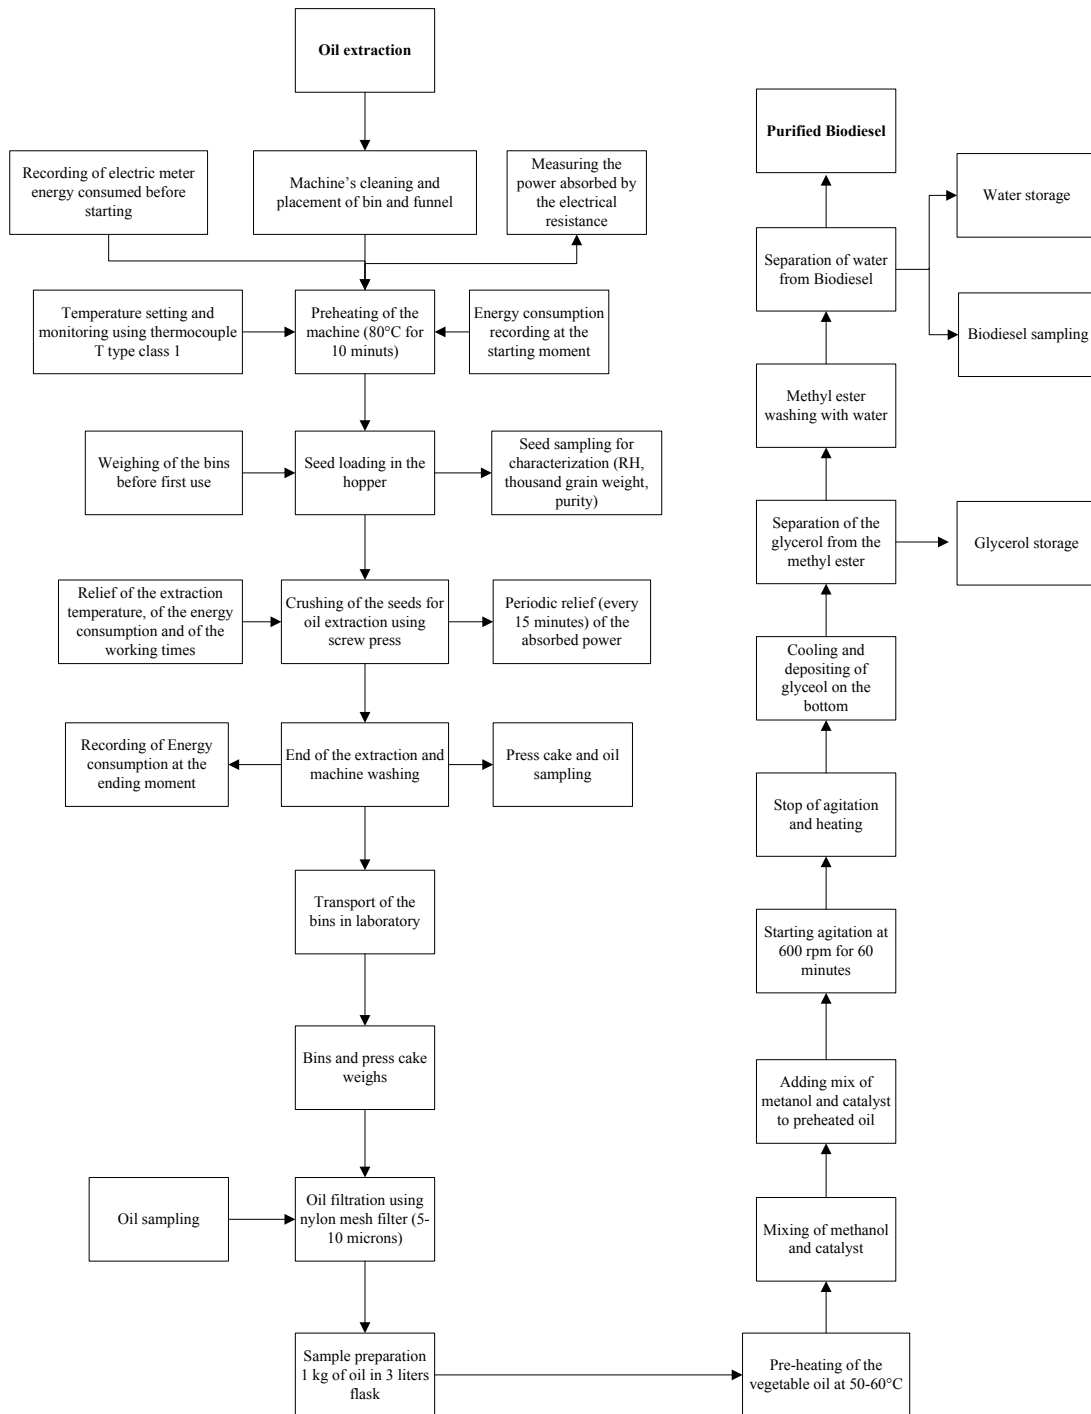 Oil extraction
Recording of electric meter
energy consumed before
starting
Machine's cleaning and
placement of bin and funnel
Measuring the
power absorbed by
the electrical
resistance
Temperature setting and
monitoring using thermocouple
T type class 1
Preheating of the
machine (80°C for
10 minuts)
Energy consumption
recording at the
starting moment
Weighing of the bins
before first use
Seed loading in the
hopper
Seed sampling for
characterization (RH,
thousand grain weight,
purity)
Relief of the extraction
temperature, of the energy
consumption and of the
working times
Crushing of the seeds for
oil extraction using
screw press
Periodic relief (every
15 minutes) of the
absorbed power
Recording of Energy
consumption at the
ending moment
End of the extraction and
machine washing
Press cake and oil
sampling
Transport of the
bins in laboratory
Bins and press cake
weighs
Oil sampling
Oil filtration using
nylon mesh filter (5-
10 microns)
Sample preparation
1 kg of oil in 3 liters
flask
Pre-heating of the
vegetable oil at 50-60°C
Mixing of methanol
and catalyst
Adding mix of
metanol and catalyst
to preheated oil
Starting agitation at
600 rpm for 60
minutes
Stop of agitation
and heating
Cooling and
depositing of
glyceol on the
bottom
Separation of the
glycerol from the
methyl ester
Glycerol storage
Methyl ester
washing with water
Separation of water
from Biodiesel
Water storage
Biodiesel sampling
Purified Biodiesel